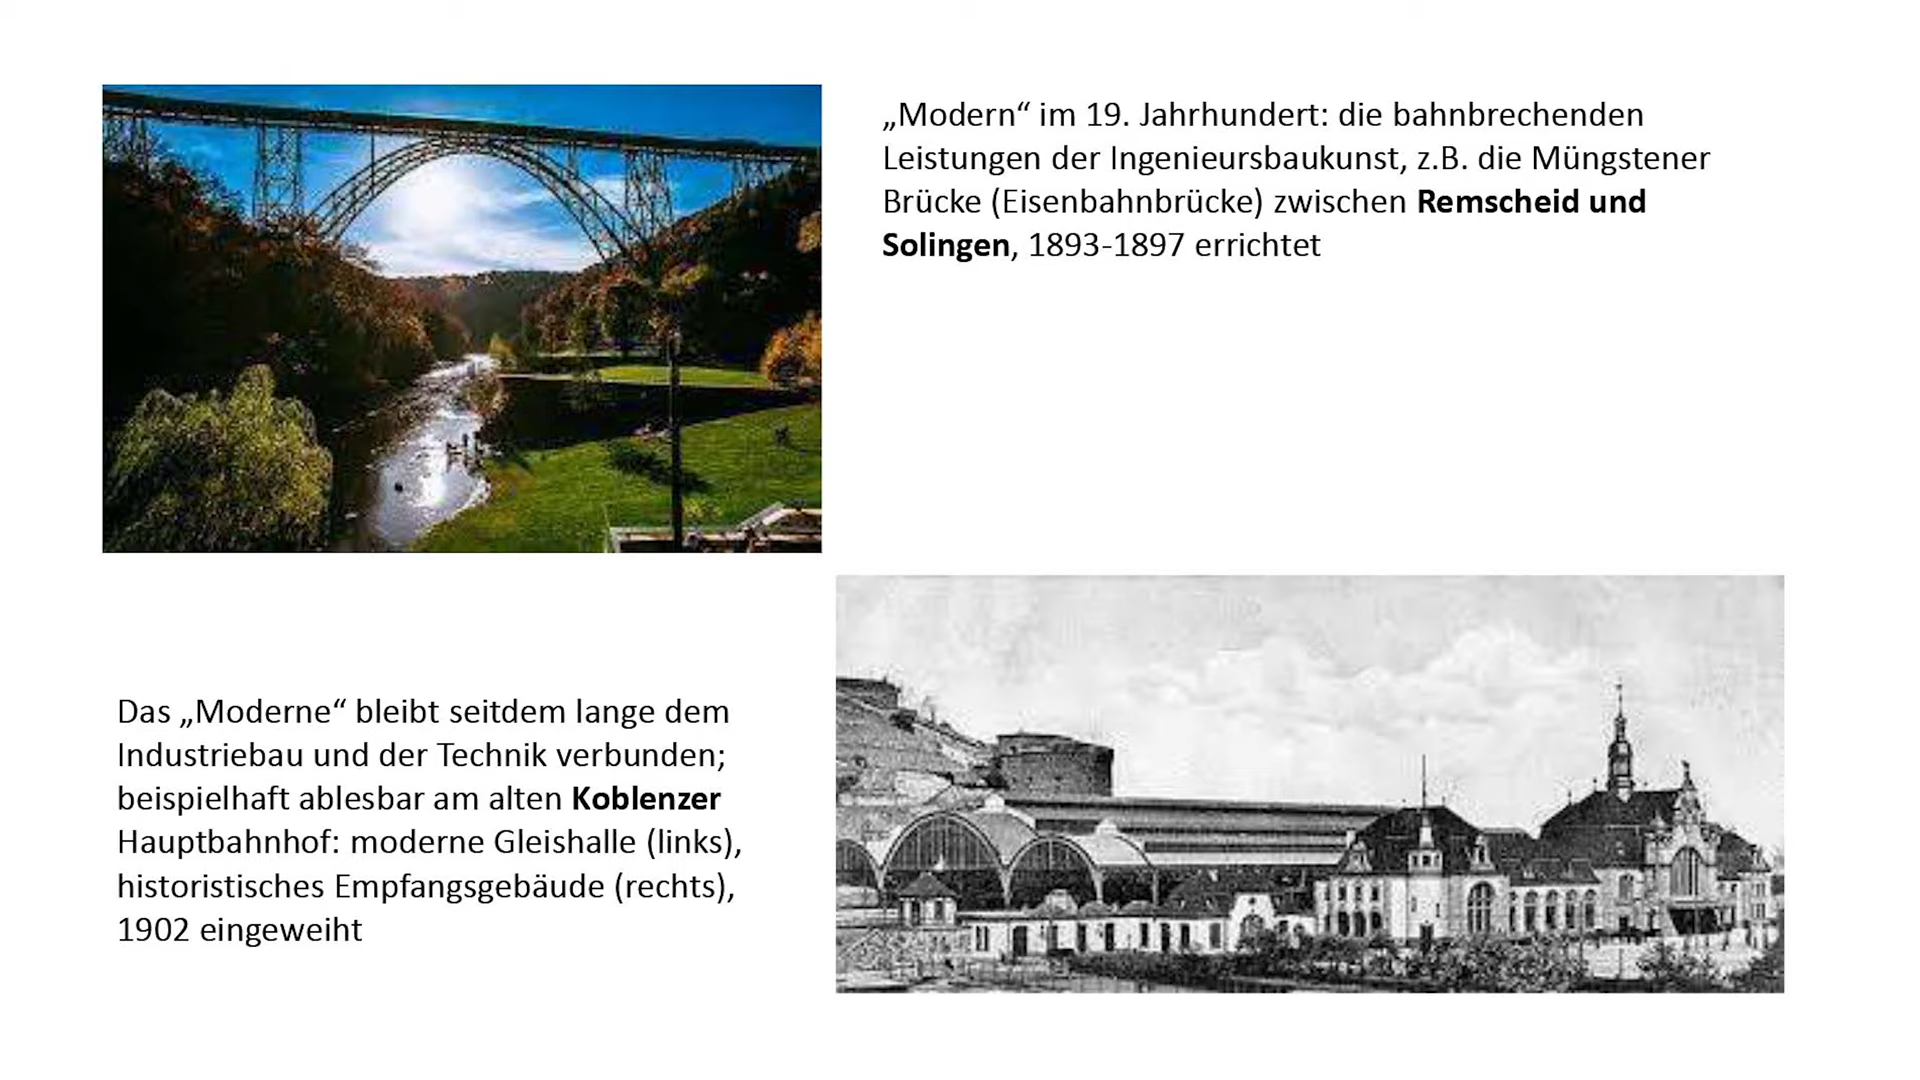 „Modern“ im 19. Jahrhundert: die bahnbrechenden
Leistungen der Ingenieursbaukunst, z.B. die Müngstener
Brücke (Eisenbahnbrücke) zwischen Remscheid und
Solingen, 1893-1897 errichtet
Das „Moderne“ bleibt seitdem lange dem
Industriebau und der Technik verbunden;
beispielhaft ablesbar am alten Koblenzer
Hauptbahnhof: moderne Gleishalle (links),
historistisches Empfangsgebäude (rechts),
1902 eingeweiht